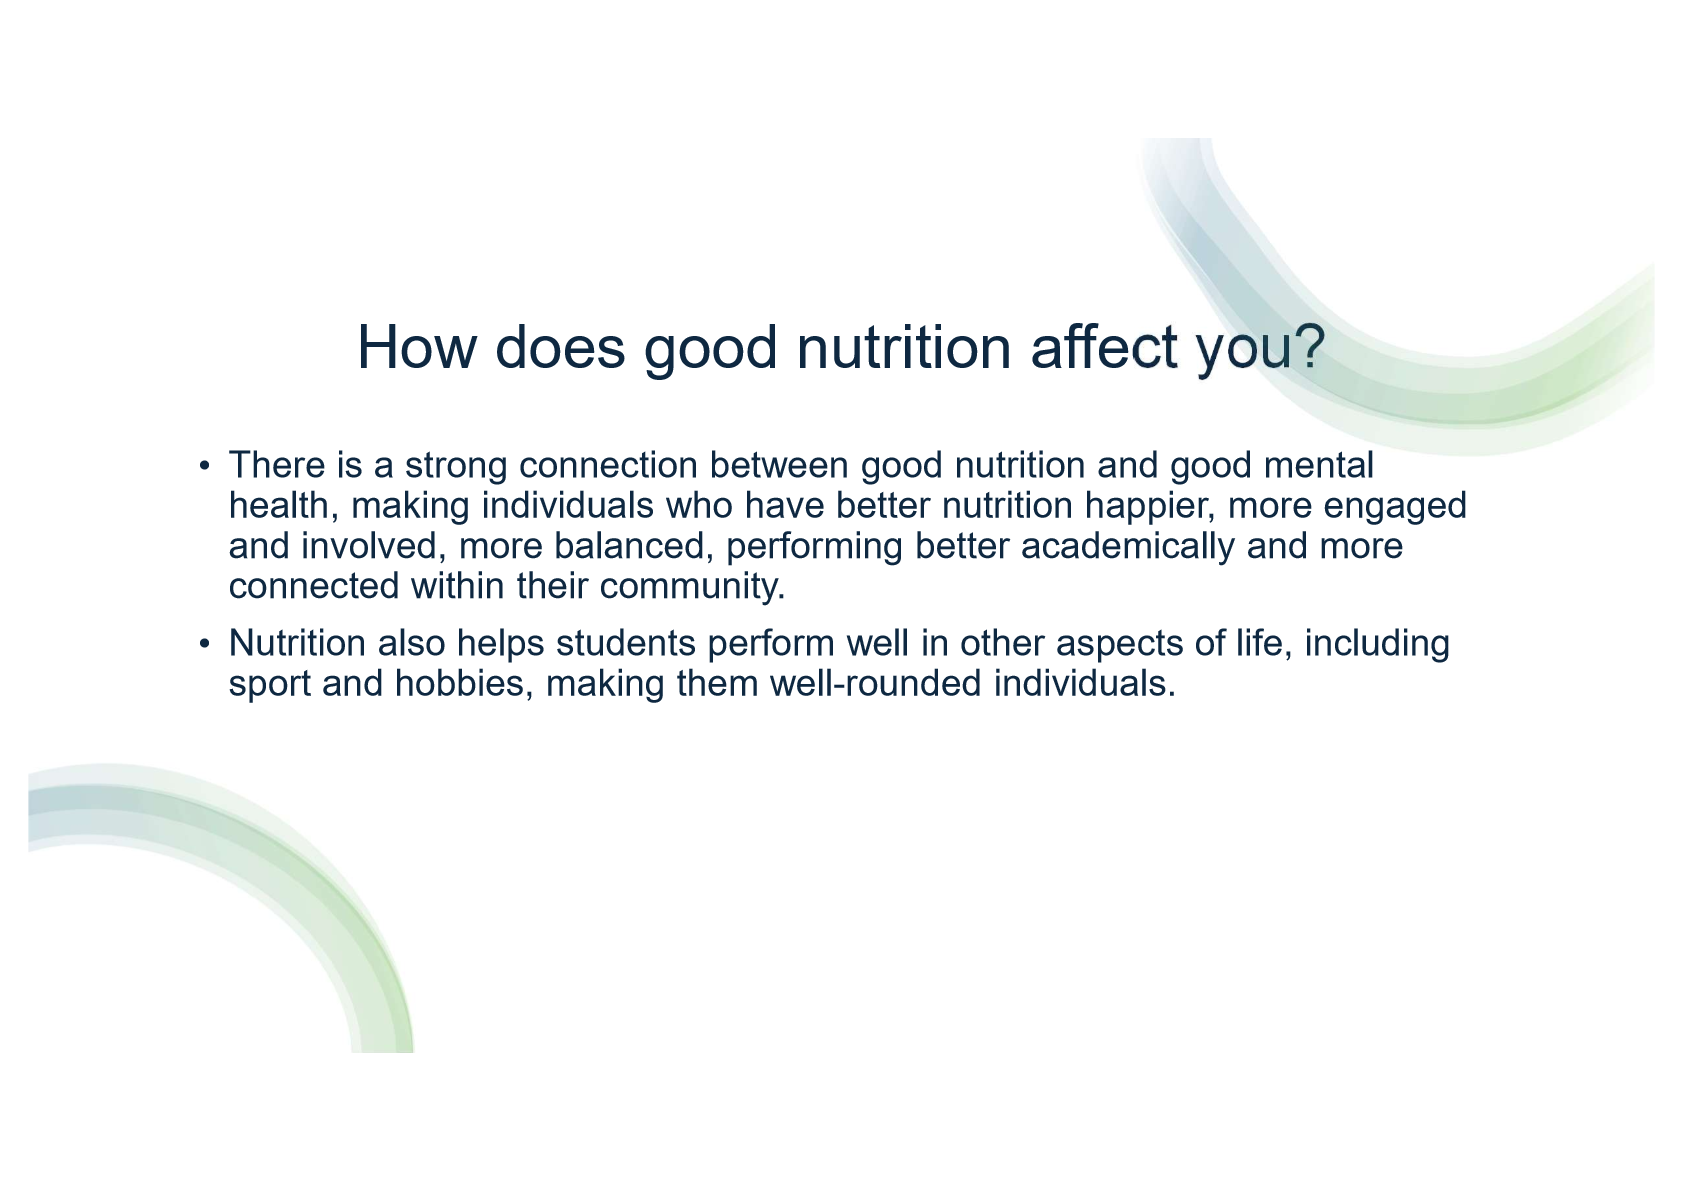 How does good nutrition affect you?
• There is a strong connection between good nutrition and good mental
health, making individuals who have better nutrition happier, more engaged
and involved, more balanced, performing better academically and more
connected within their community.
• Nutrition also helps students perform well in other aspects of life, including
sport and hobbies, making them well-rounded individuals.